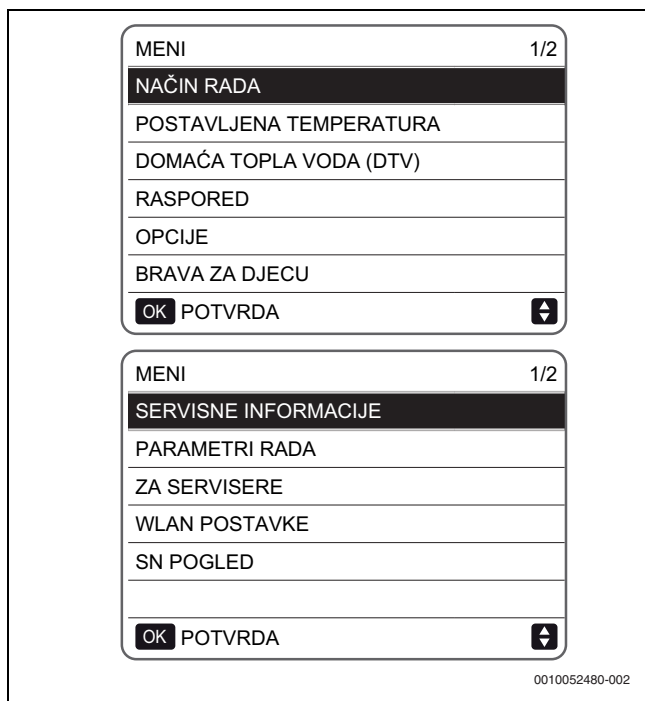 MENI 1/2
NAČIN RADA
POSTAVLJENA TEMPERATURA
DOMAĆA TOPLA VODA (DTV)
RASPORED
OPCIJE
BRAVA ZA DJECU
OK POTVRDA
MENI 1/2
SERVISNE INFORMACIJE
PARAMETRI RADA
ZA SERVISERE
WLAN POSTAVKE
SN POGLED
OK POTVRDA
0010052480-002